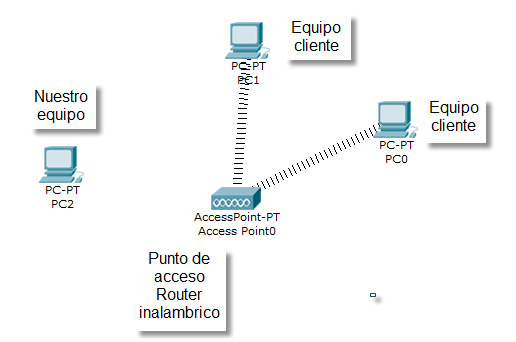 Equipo
cliente
PC-PT
PC1
Nuestro
equipo
PC-PT
PC2
Equipo
cliente
PC-PT
PC0
AccessPoint-PT
Access Point0
Punto de
acceso
Router
inalambrico